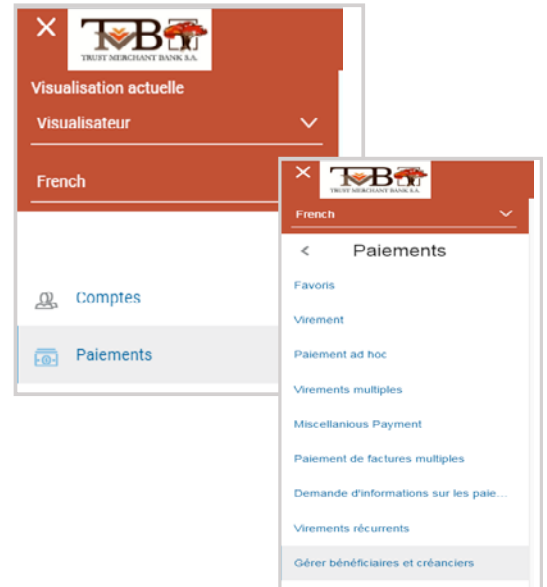 TMB
TRUST MERCHANT BANK S.A.
Visualisation actuelle
Visualisateur
French
Comptes
Paiements
TMB
TRUST MERCHANT BANK S.A.
French
Paiements
Favoris
Virement
Paiement ad hoc
Virements multiples
Miscellanious Payment
Paiement de factures multiples
Demande d'informations sur les paie...
Virements récurrents
Gérer bénéficiaires et créanciers